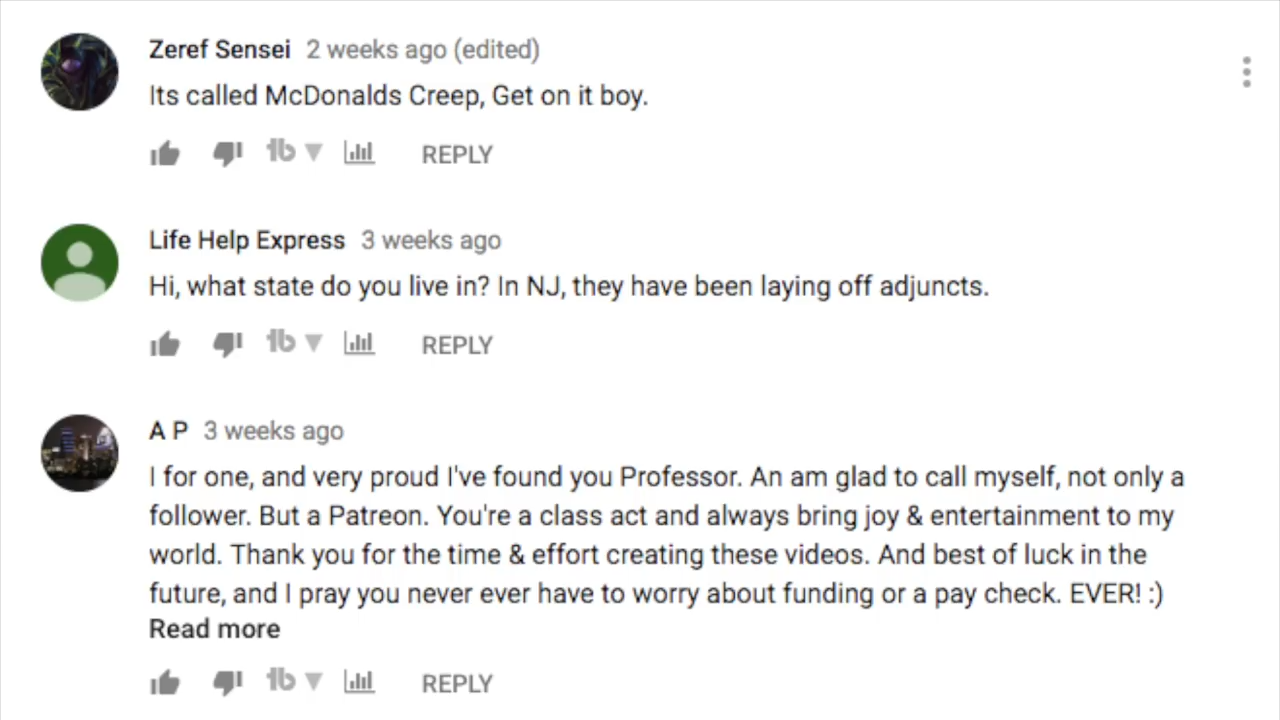 Zeref Sensei 2 weeks ago (edited)
Its called McDonalds Creep, Get on it boy.
REPLY
Life Help Express 3 weeks ago
Hi, what state do you live in? In NJ, they have been laying off adjuncts.
REPLY
A P 3 weeks ago
I for one, and very proud I've found you Professor. An am glad to call myself, not only a
follower. But a Patreon. You're a class act and always bring joy & entertainment to my
world. Thank you for the time & effort creating these videos. And best of luck in the
future, and I pray you never ever have to worry about funding or a pay check. EVER! :)
Read more
REPLY